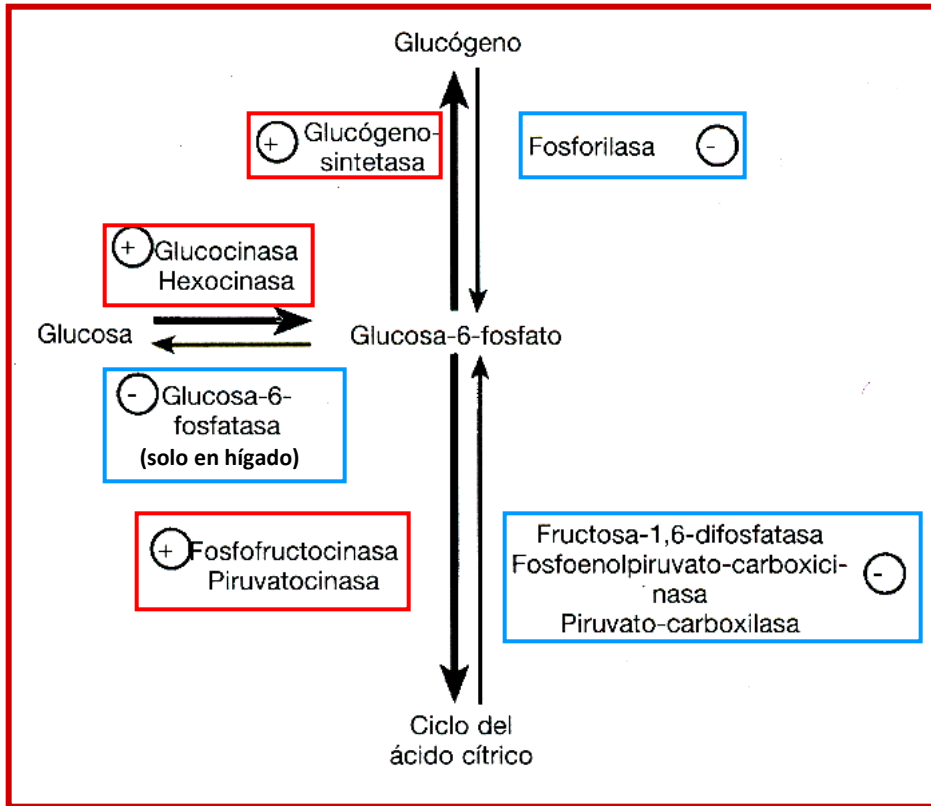 Glucógeno
+ Glucógeno-
sintetasa
Fosforilasa -
+ Glucocinasa
Hexocinasa
Glucosa
Glucosa-6-fosfato
- Glucosa-6-
fosfatasa
(solo en hígado)
+ Fosfofructocinasa
Piruvatocinasa
Fructosa-1,6-difosfatasa
Fosfoenolpiruvato-carboxici-
nasa
Piruvato-carboxilasa
-
Ciclo del
ácido cítrico